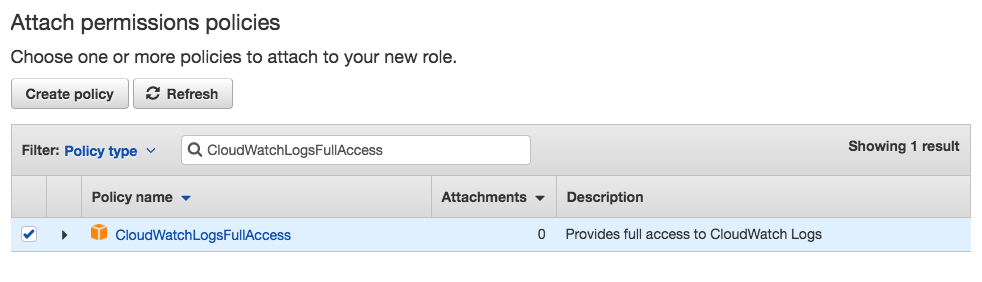 Attach permissions policies
Choose one or more policies to attach to your new role.
Create policy Refresh
Filter: Policy type CloudWatchLogsFullAccess Showing 1 result
Policy name Attachments Description
CloudWatchLogsFullAccess 0 Provides full access to CloudWatch Logs